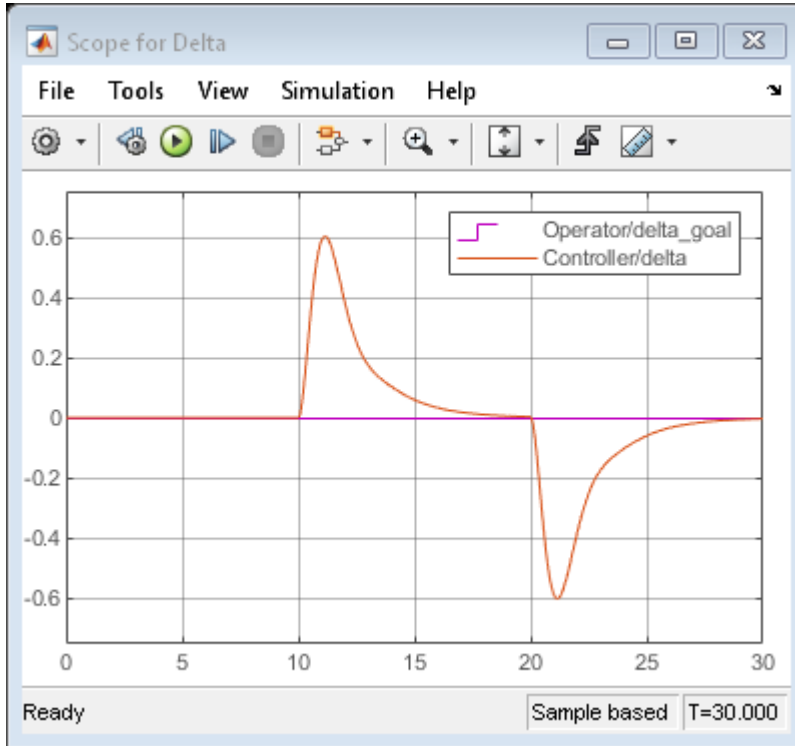 Scope for Delta
File Tools View Simulation Help
Operator/delta_goal
Controller/delta
0.6
0.4
0.2
0
-0.2
-0.4
-0.6
0 5 10 15 20 25 30
Ready Sample based T=30.000